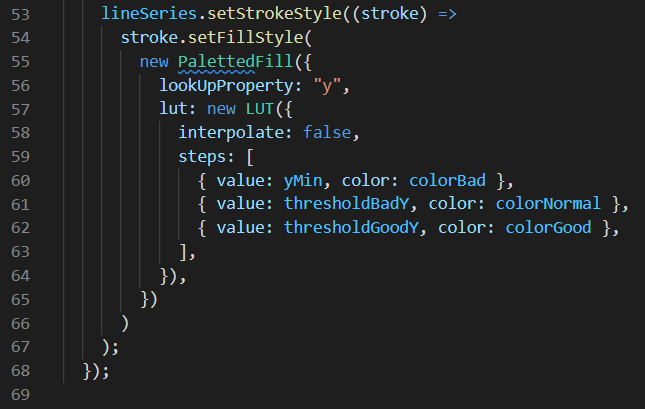 53 lineSeries.setStrokeStyle((stroke) =>
54 stroke.setFillStyle(
55 new PalettedFill({
56 lookUpProperty: "y",
57 lut: new LUT({
58 interpolate: false,
59 steps: [
60 { value: yMin, color: colorBad },
61 { value: thresholdBadY, color: colorNormal },
62 { value: thresholdGoodY, color: colorGood },
63 ],
64 }),
65 })
66 )
67 );
68 });
69